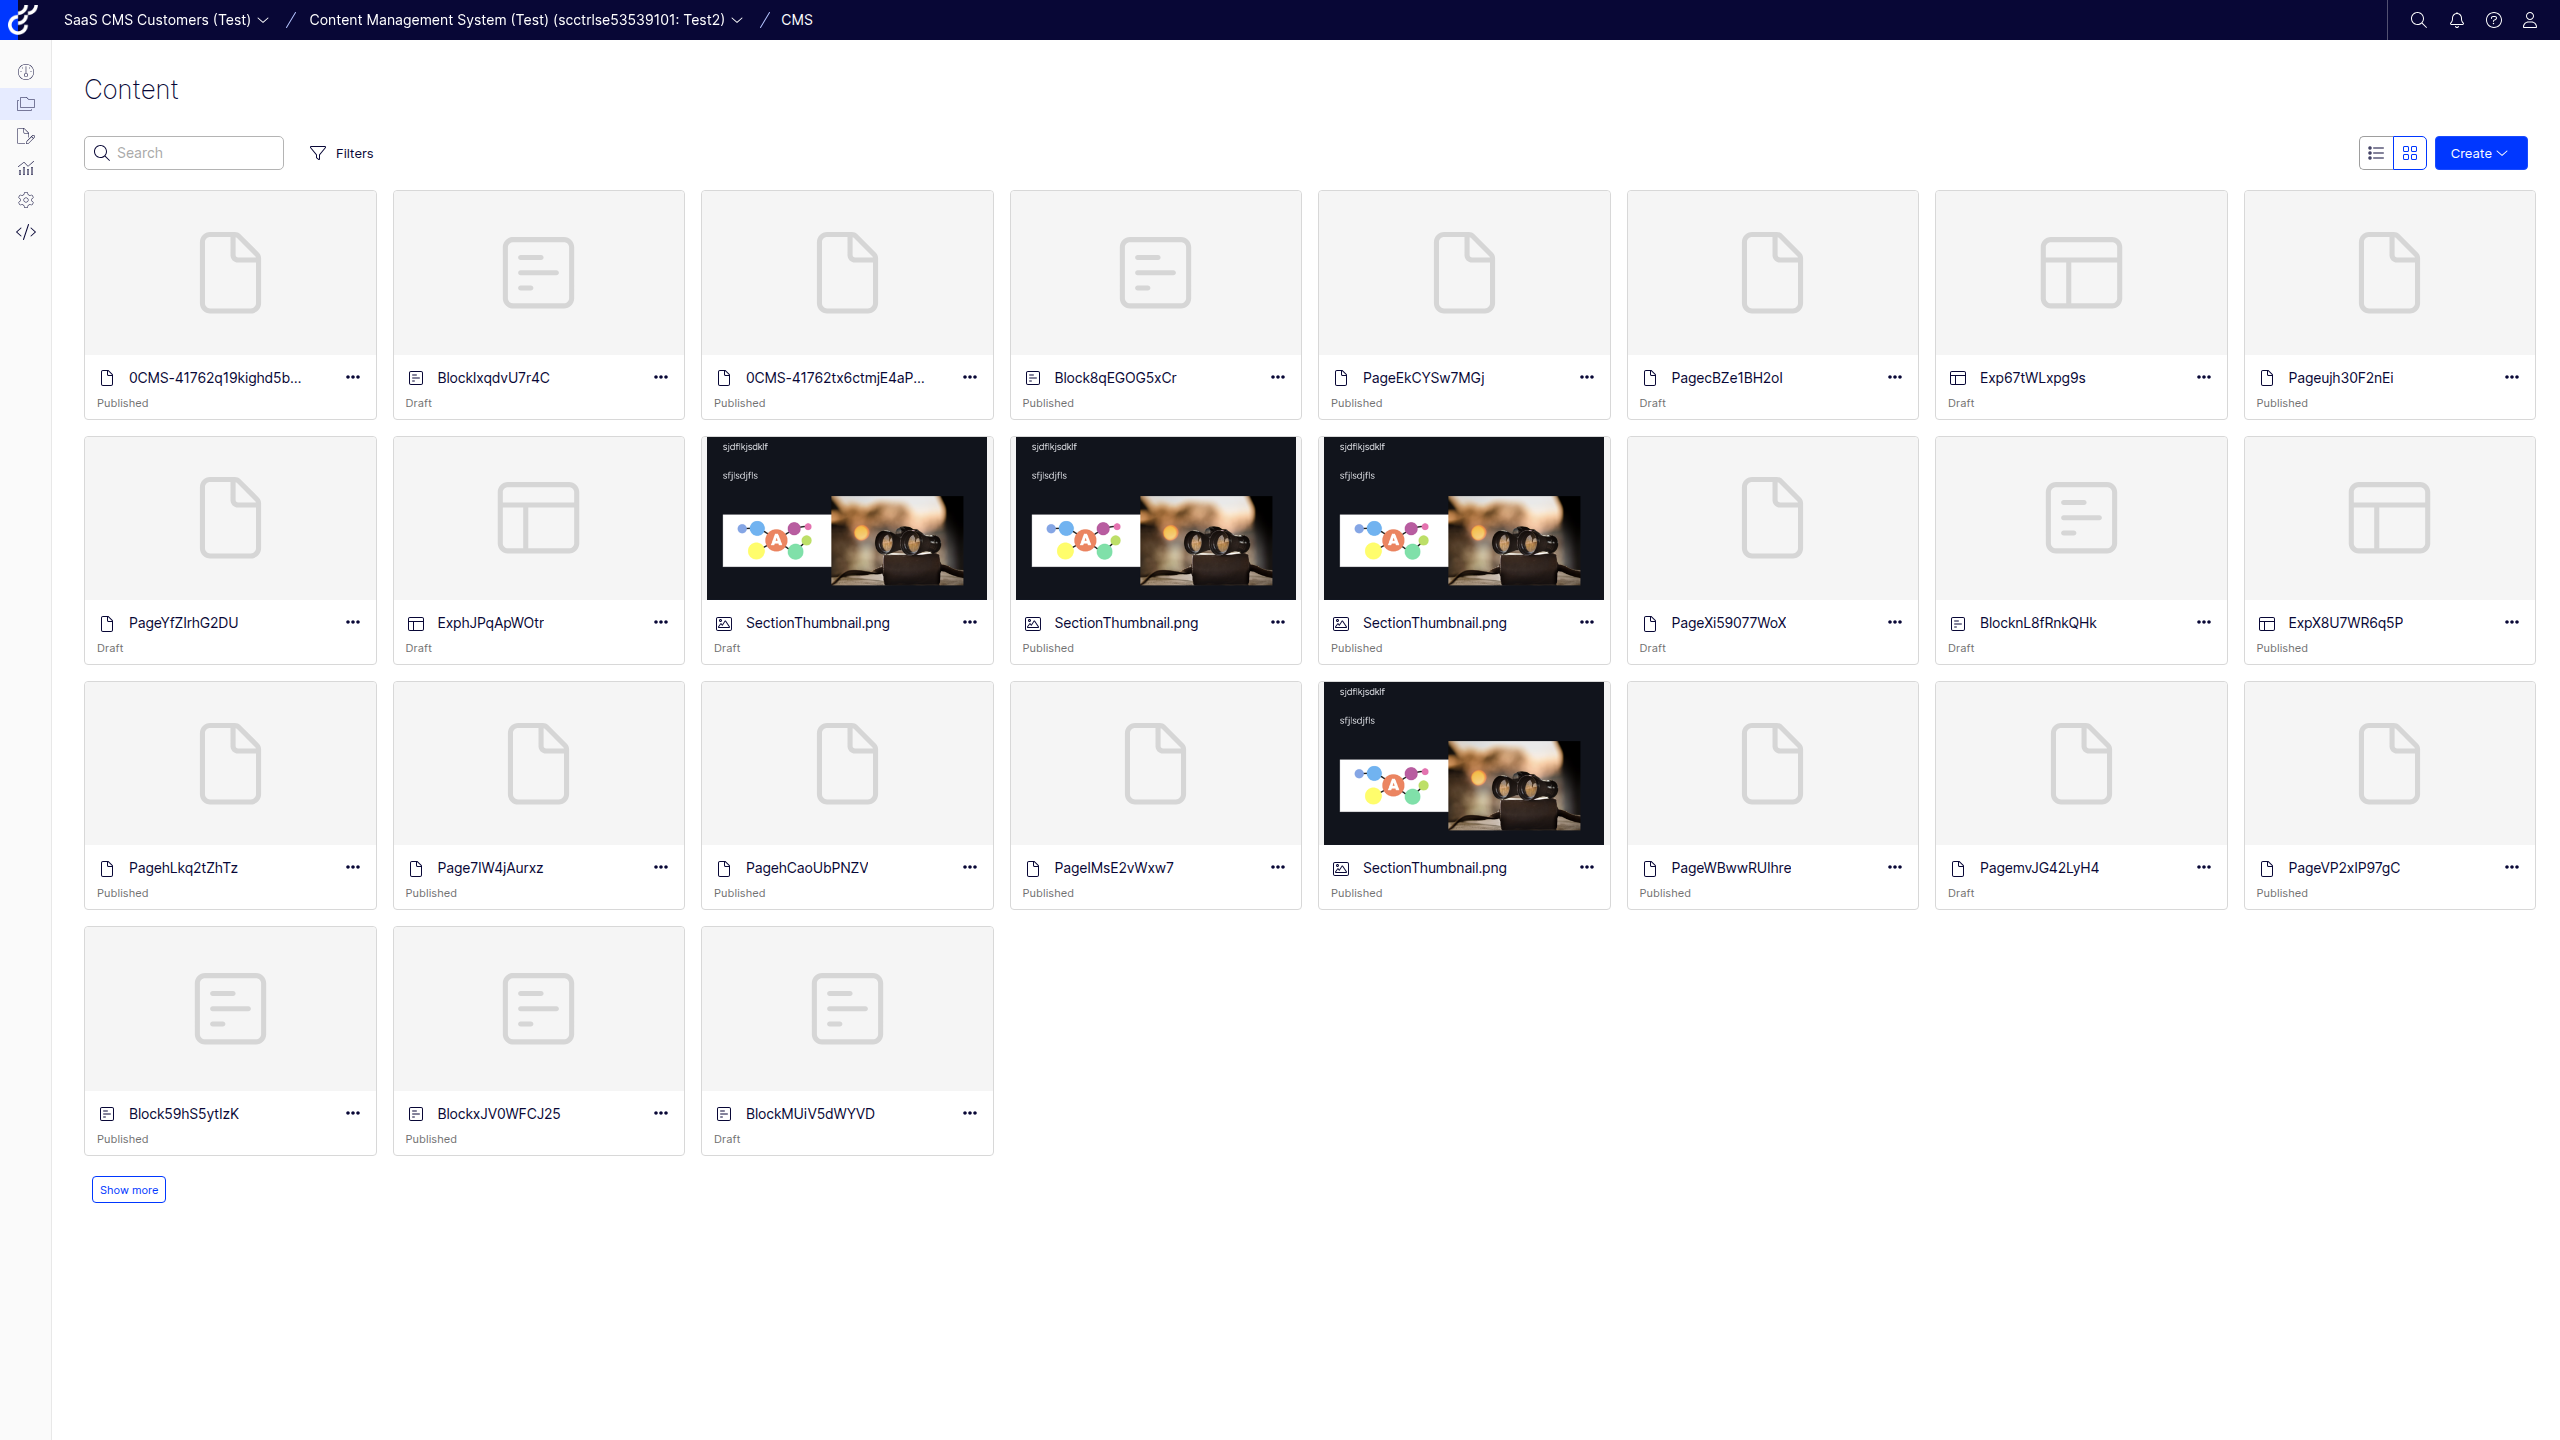 SaaS CMS Customers (Test) / Content Management System (Test) (scctrlse53539101: Test2) / CMS
Content
Search Filters Create
0CMS-41762q19kighd5b... BlockIxqdvU7r4C 0CMS-41762tx6ctmjE4aP... Block8qEGOG5xCr PageEkCYSw7MGj PagecBZe1BH2oI Exp67tWLxpg9s Pageujh30F2nEi
Published Draft Published Published Published Draft Draft Published
sjdflkjsdklf sjdflkjsdklf sjdflkjsdklf
sfjlsdjfls sfjlsdjfls sfjlsdjfls
A A A
PageYfZIrhG2DU ExphJPqApWOtr SectionThumbnail.png SectionThumbnail.png SectionThumbnail.png PageXi59077WoX BlocknL8fRnkQHk ExpX8U7WR6q5P
Draft Draft Draft Published Published Draft Draft Published
sjdflkjsdklf
sfjlsdjfls
A
PagehLkq2tZhTz Page7IW4jAurxz PagehCaoUbPNZV PageIMsE2vWxw7 SectionThumbnail.png PageWBwwRUIhre PagemvJG42LyH4 PageVP2xIP97gC
Published Published Published Published Published Published Draft Published
Block59hS5ytIzK BlockxJV0WFCJ25 BlockMUiV5dWYVD
Published Published Draft
Show more